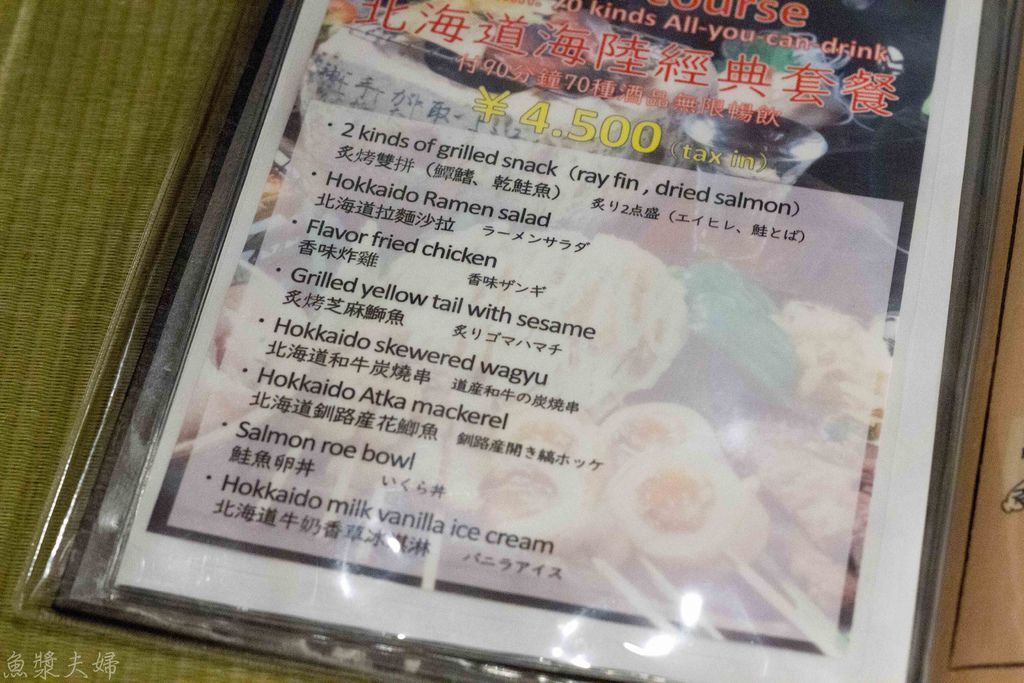 course
70 kinds All-you-can-drink
北海道海陸經典套餐
付90分鐘70種酒品無限暢飲
¥ 4.500 (tax in)
・2 kinds of grilled snack (ray fin , dried salmon)
炙烤雙拼 (鱏鰭、乾鮭魚) 炙り2点盛 (エイヒレ、鮭とば)
・Hokkaido Ramen salad
北海道拉麵沙拉 ラーメンサラダ
・Flavor fried chicken
香味炸雞 香味ザンギ
・Grilled yellow tail with sesame
炙烤芝麻鰤魚 炙りゴマハマチ
・Hokkaido skewered wagyu
北海道和牛炭燒串 道産和牛の炭焼串
・Hokkaido Atka mackerel
北海道釧路産花鯽魚 釧路産開き縞ホッケ
・Salmon roe bowl
鮭魚卵丼 いくら丼
・Hokkaido milk vanilla ice cream
北海道牛奶香草冰淇淋 バニラアイス
魚漿夫婦